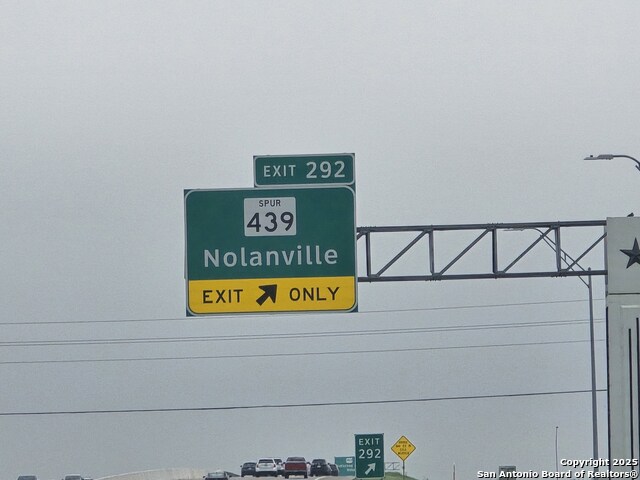 EXIT 292
SPUR
439
Nolanville
EXIT ONLY
EXIT
292
Copyright 2025
San Antonio Board of Realtors®